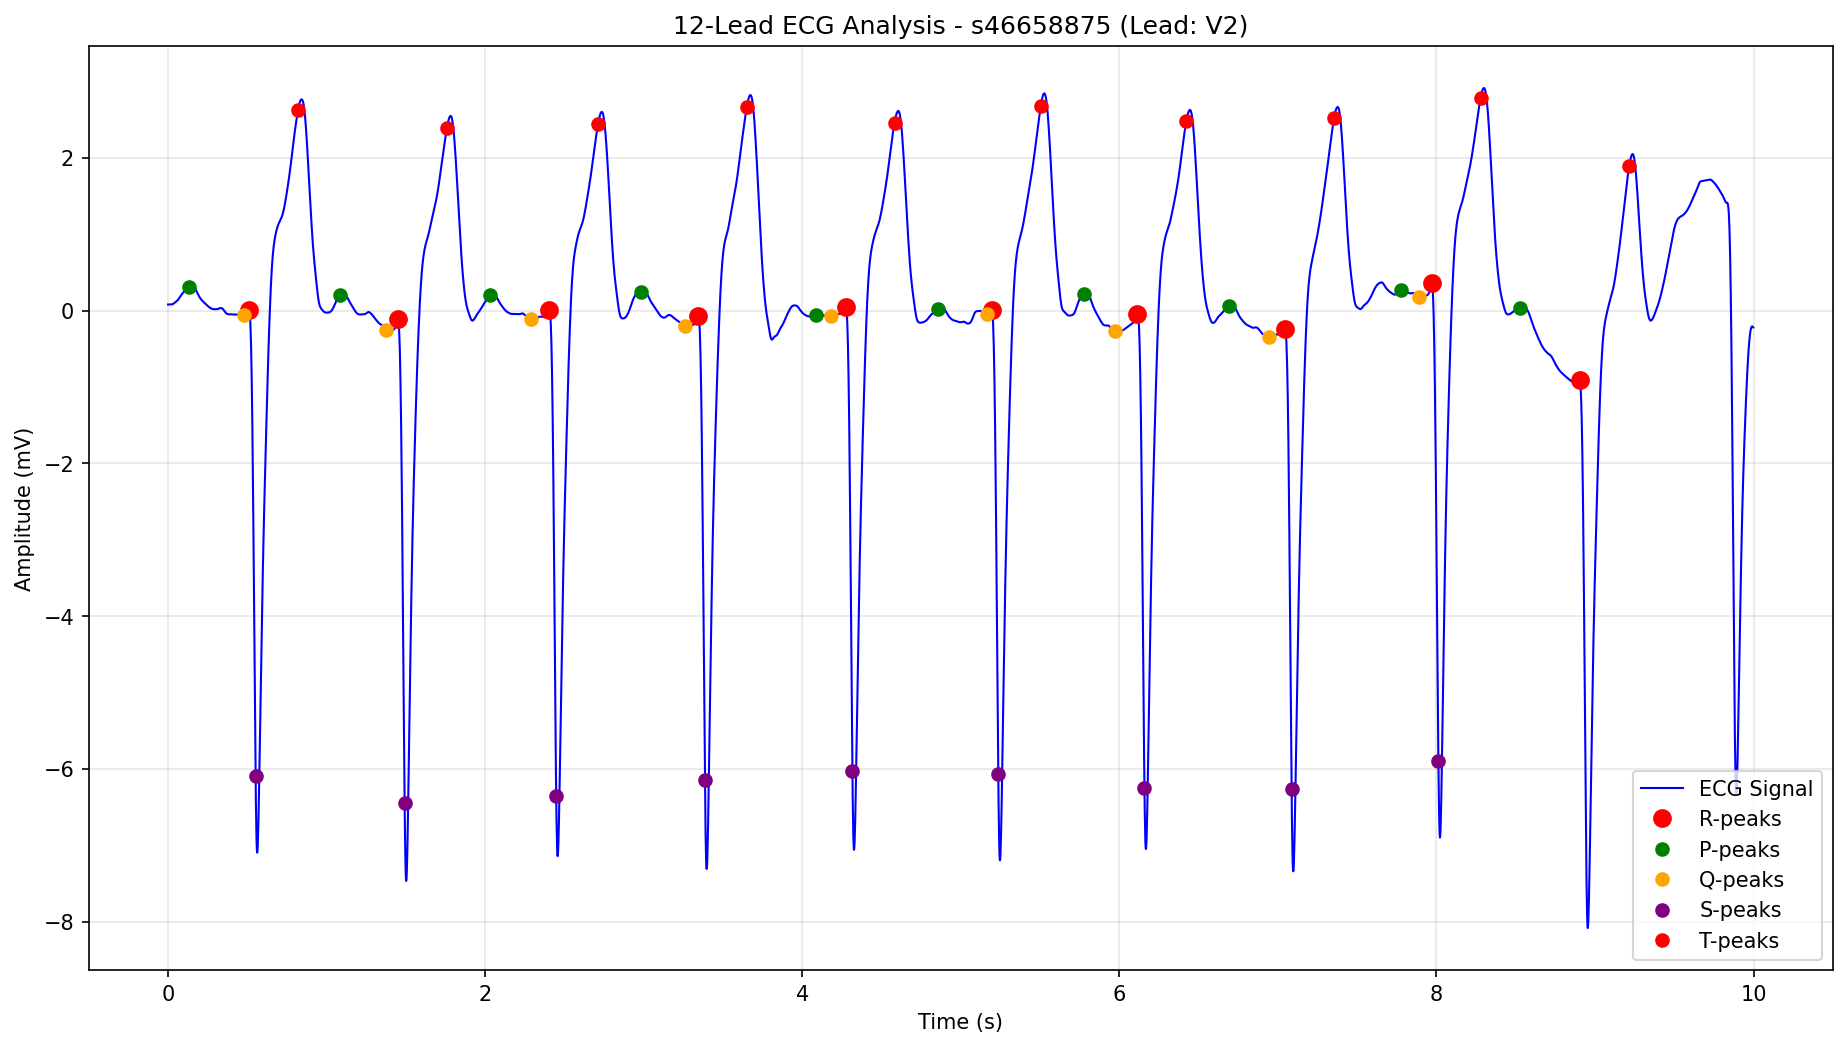 12-Lead ECG Analysis - s46658875 (Lead: V2)
Amplitude (mV)
2
0
−2
−4
−6
−8
0
2
4
6
8
10
Time (s)
ECG Signal
R-peaks
P-peaks
Q-peaks
S-peaks
T-peaks